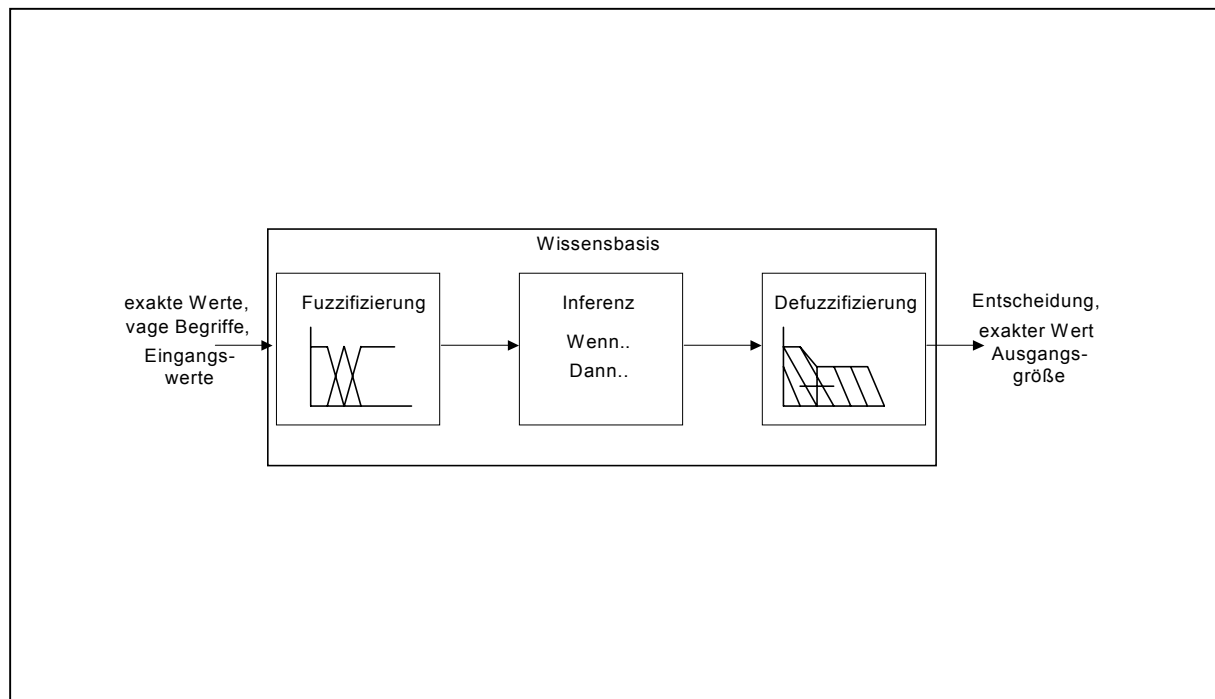 Wissensbasis
exakte Werte,
vage Begriffe,
Eingangs-
werte
Fuzzifizierung
Inferenz
Wenn..
Dann..
Defuzzifizierung
Entscheidung,
exakter Wert
Ausgangs-
größe